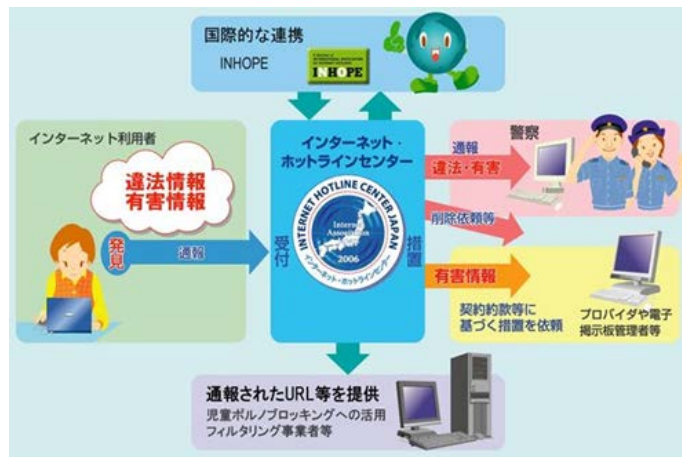 国際的な連携
INHOPE
INHOPE
インターネット利用者
違法情報
有害情報
発見
通報
インターネット・
ホットラインセンター
受付
INTERNET HOTLINE CENTER JAPAN
Internet
Association
2006
インターネット・ホットラインセンター
措置
警察
通報
違法・有害
削除依頼等
有害情報
契約約款等に
基づく措置を依頼
プロバイダや電子
掲示板管理者等
通報されたURL等を提供
児童ポルノブロッキングへの活用
フィルタリング事業者等